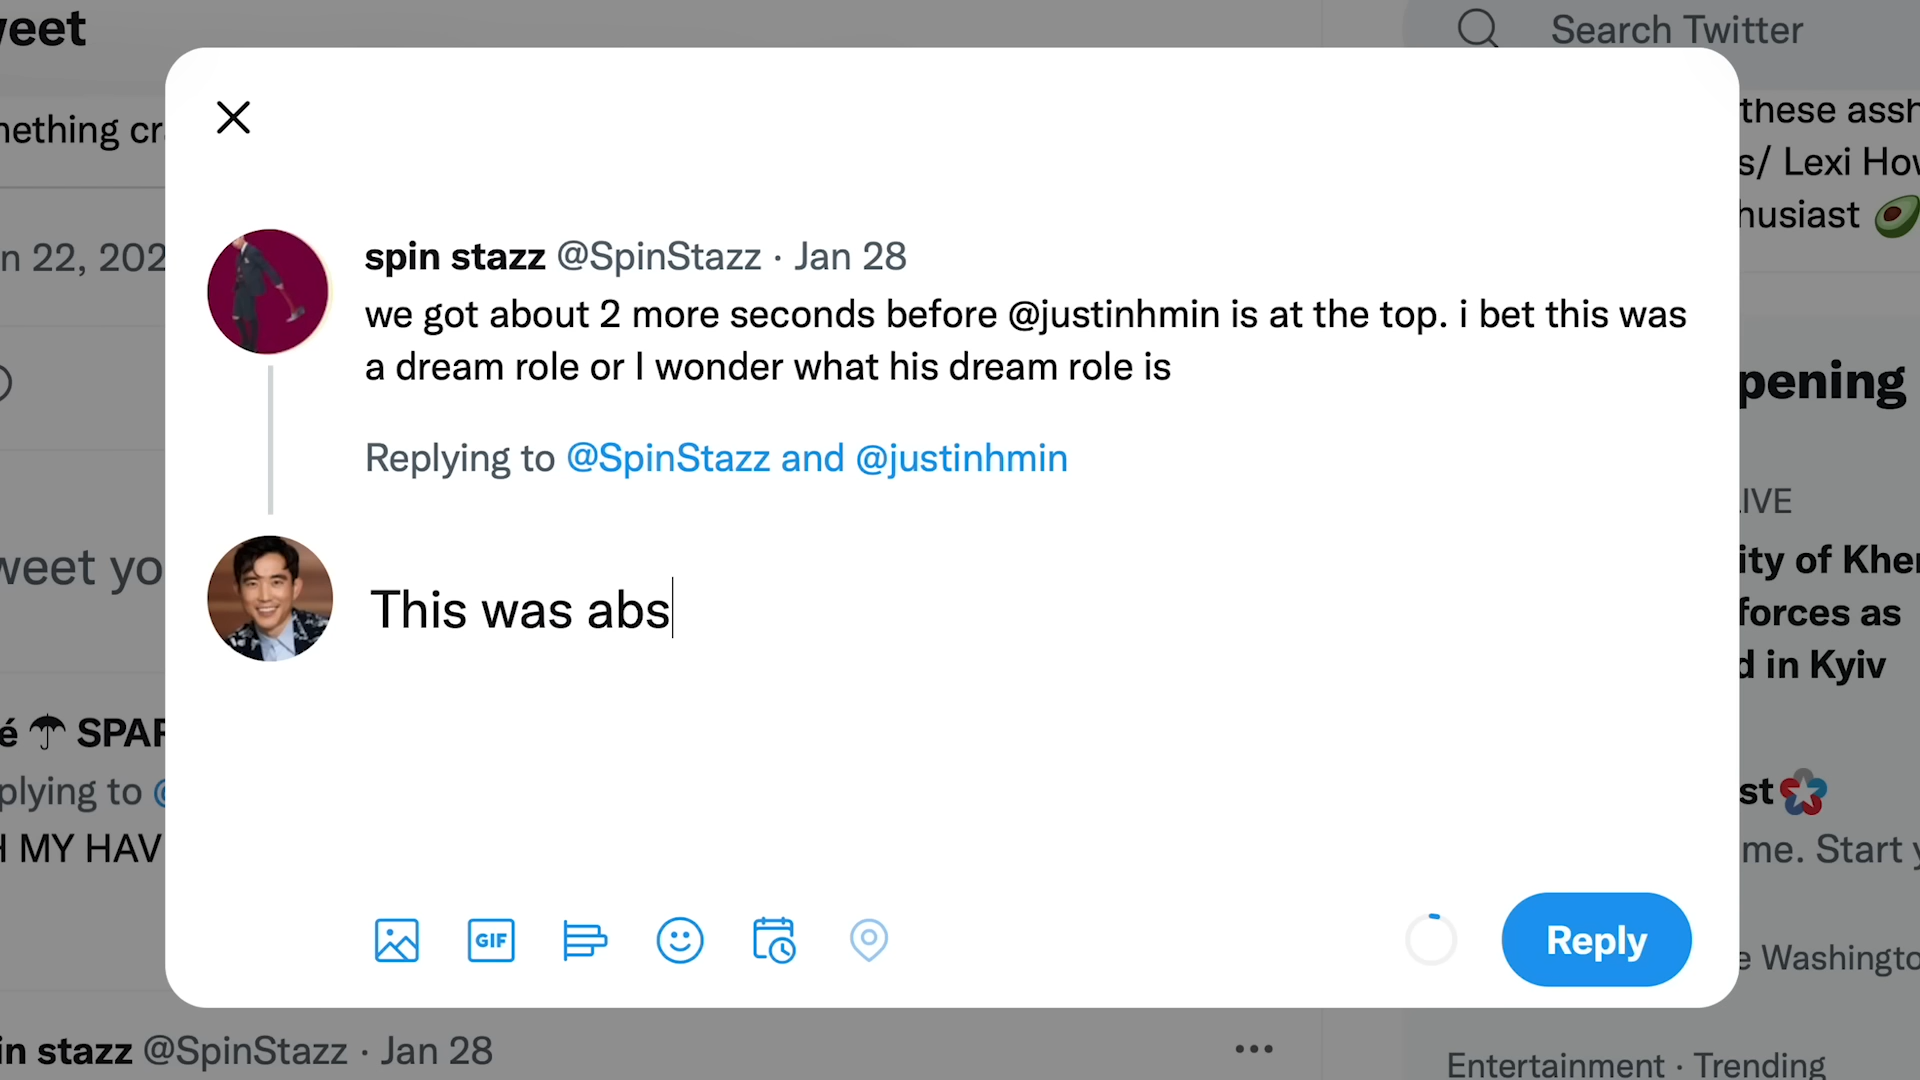 weet
Search Twitter
nething cr
these assh
s/ Lexi How
husiast
n 22, 202
spin stazz @SpinStazz · Jan 28
we got about 2 more seconds before @justinhmin is at the top. i bet this was
a dream role or I wonder what his dream role is
pening
Replying to @SpinStazz and @justinhmin
IVE
weet yo
ity of Kher
This was abs
forces as
d in Kyiv
é ☂ SPAR
plying to @
st
H MY HAV
me. Start y
GIF
Reply
e Washingto
in stazz @SpinStazz · Jan 28
Entertainment · Trending